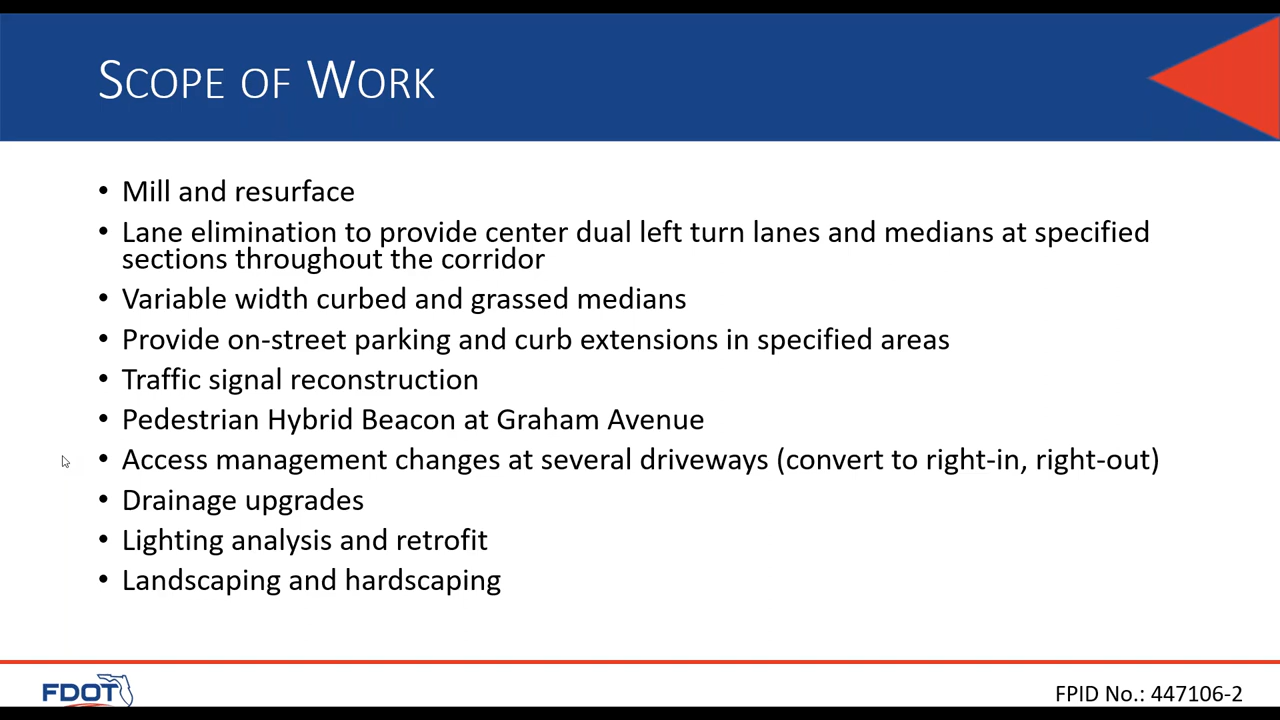 SCOPE OF WORK
• Mill and resurface
• Lane elimination to provide center dual left turn lanes and medians at specified
sections throughout the corridor
• Variable width curbed and grassed medians
• Provide on-street parking and curb extensions in specified areas
• Traffic signal reconstruction
• Pedestrian Hybrid Beacon at Graham Avenue
• Access management changes at several driveways (convert to right-in, right-out)
• Drainage upgrades
• Lighting analysis and retrofit
• Landscaping and hardscaping
FDOT
FPID No.: 447106-2